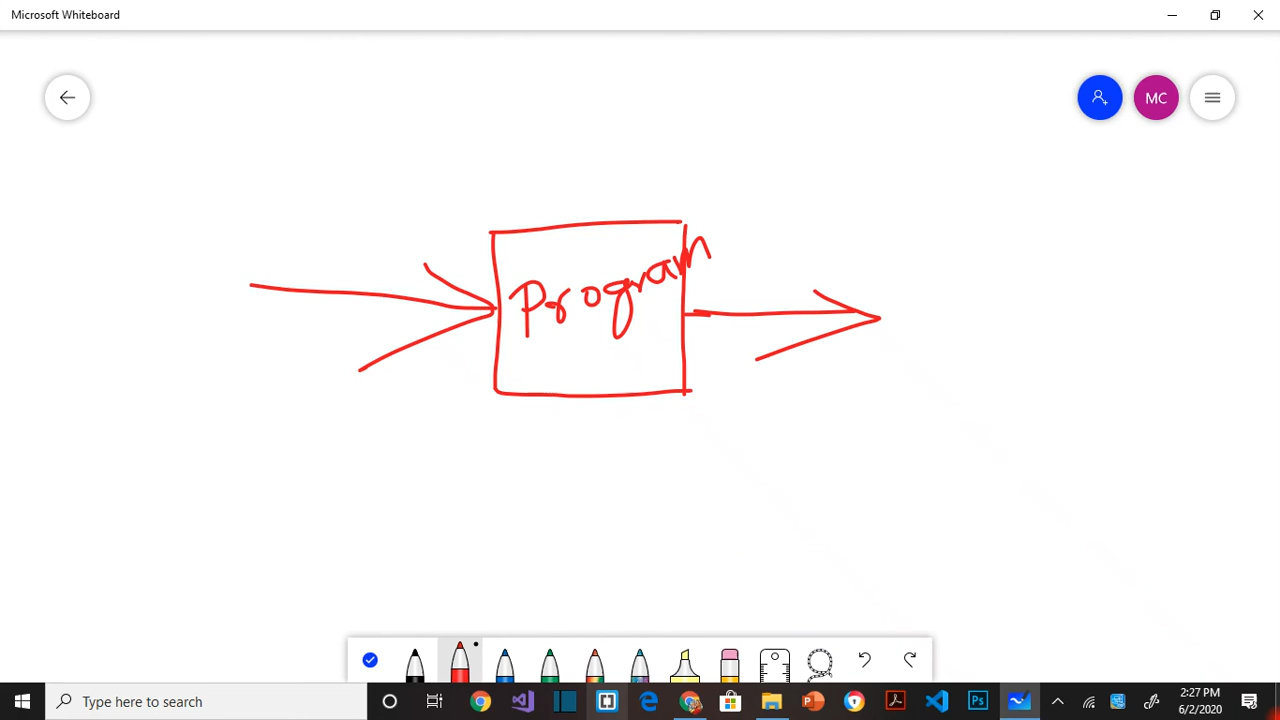 Microsoft Whiteboard
MC
Program
Type here to search
2:27 PM
6/2/2020